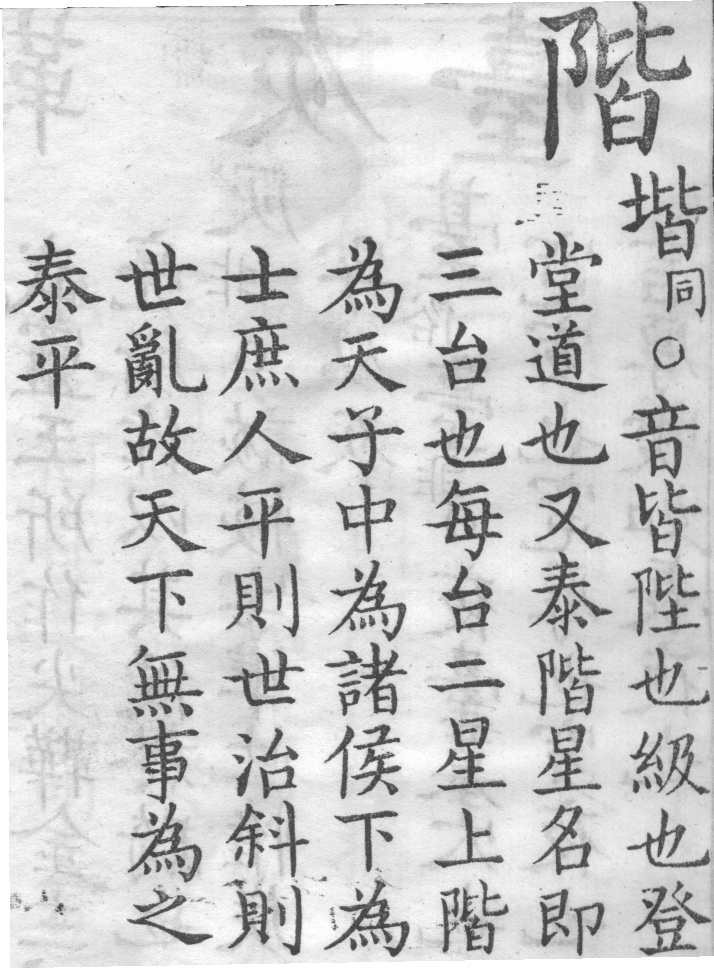 階
堦同○音皆陛也級也登
堂道也又泰階星名即
三台也每台二星上階
為天子中為諸侯下為
士庶人平則世治斜則
世亂故天下無事為之
泰平